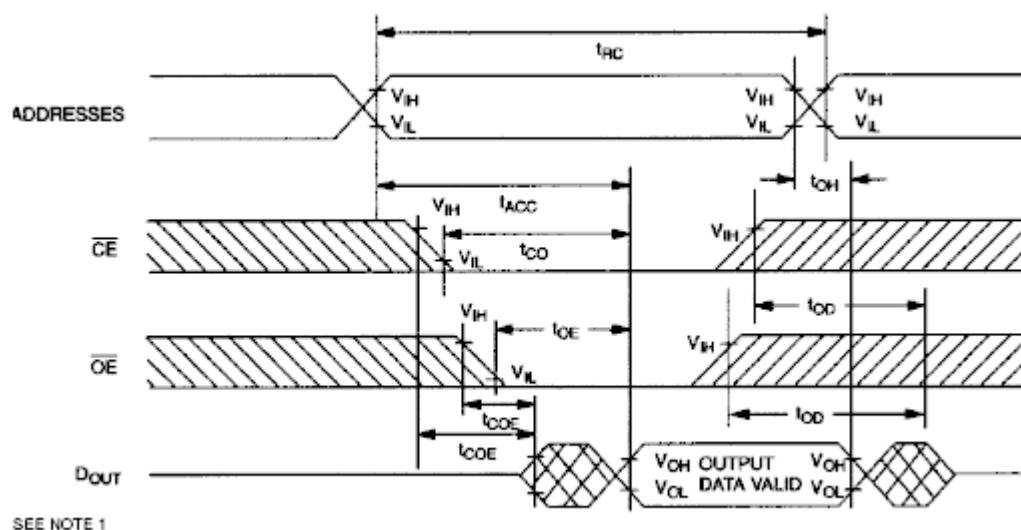 tRC
ADDRESSES
VIH
VIL
VIH
VIL
VIH
VIL
tOH
tACC
CE
VIH
VIL
tCO
VIH
tOD
OE
VIH
VIL
tOE
VIH
tOD
tCOE
tCOE
DOUT
VOH OUTPUT VOH
VOL DATA VALID VOL
SEE NOTE 1